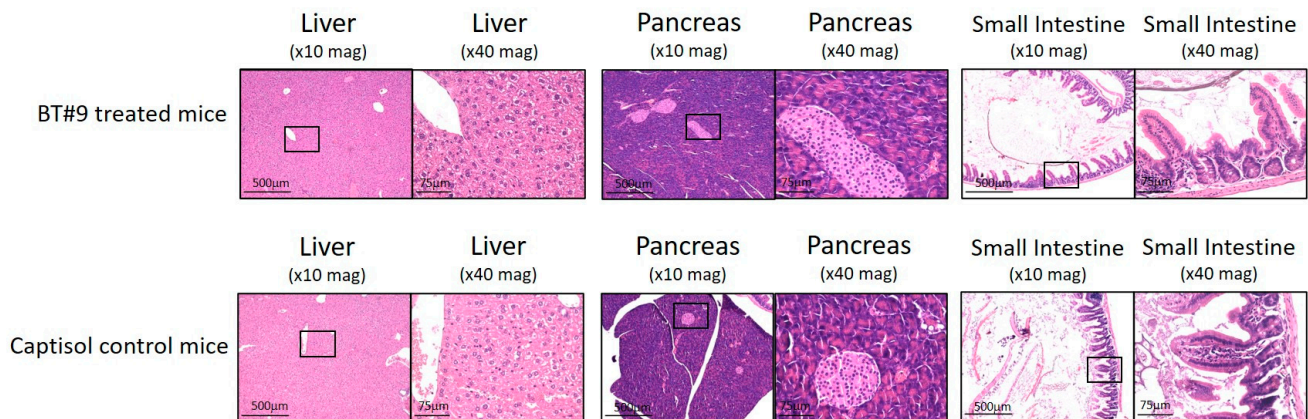 Liver
(x10 mag)
Liver
(x40 mag)
Pancreas
(x10 mag)
Pancreas
(x40 mag)
Small Intestine
(x10 mag)
Small Intestine
(x40 mag)
BT#9 treated mice
500µm
75µm
500µm
75µm
500µm
75µm
Liver
(x10 mag)
Liver
(x40 mag)
Pancreas
(x10 mag)
Pancreas
(x40 mag)
Small Intestine
(x10 mag)
Small Intestine
(x40 mag)
Captisol control mice
500µm
75µm
500µm
75µm
500µm
75µm